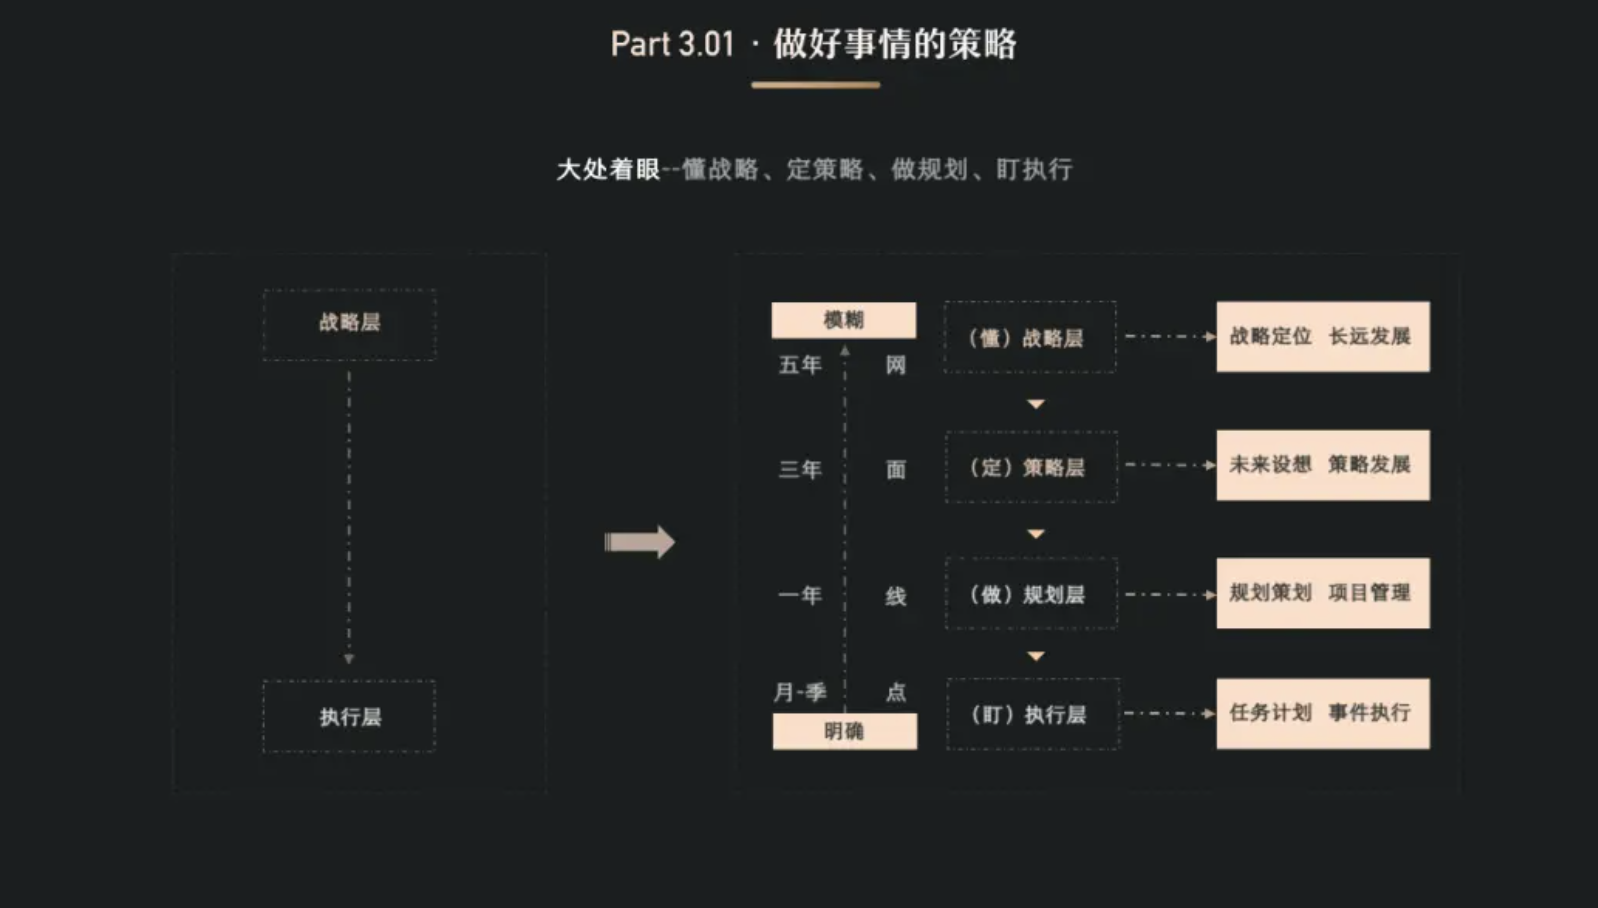 Part 3.01 · 做好事情的策略
大处着眼--懂战略、定策略、做规划、盯执行
战略层
执行层
模糊
五年 网
三年 面
一年 线
月-季 点
明确
（懂）战略层
战略定位 长远发展
（定）策略层
未来设想 策略发展
（做）规划层
规划策划 项目管理
（盯）执行层
任务计划 事件执行